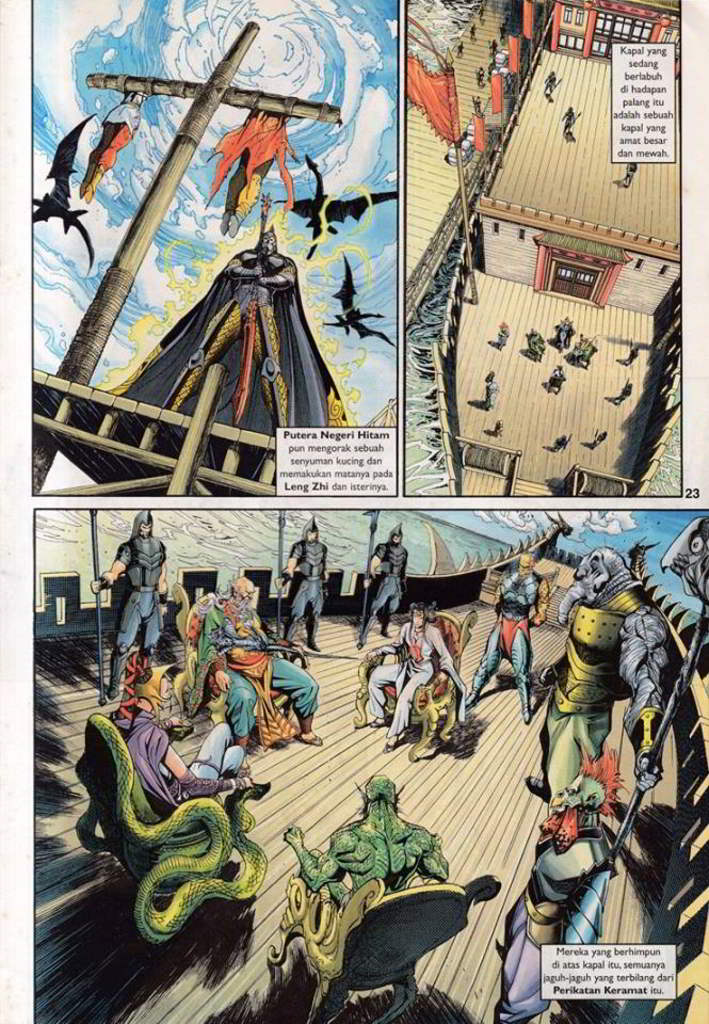 Putera Negeri Hitam
pun mengorak sebuah
senyuman kucing dan
memakukan matanya pada
Leng Zhi dan isterinya.
Kapal yang
sedang
berlabuh
di hadapan
palang itu
adalah sebuah
kapal yang
amat besar
dan mewah.
23
Mereka yang berhimpun
di atas kapal itu, semuanya
jaguh-jaguh yang terbilang dari
Perikatan Keramat itu.